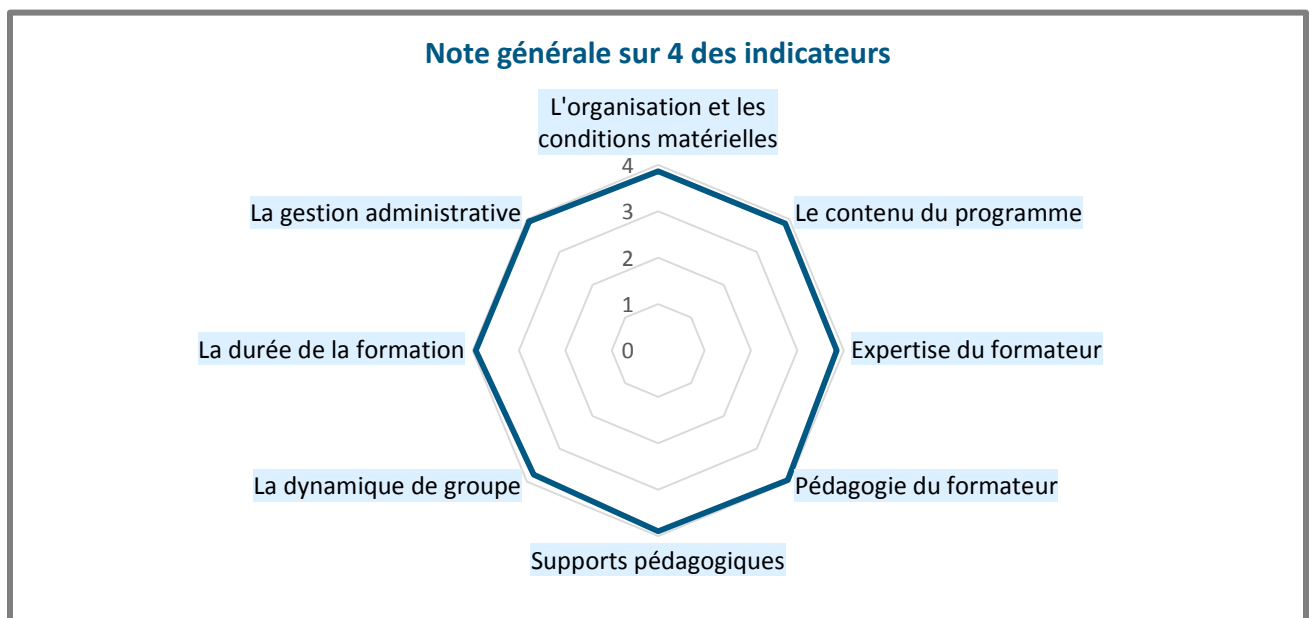 Note générale sur 4 des indicateurs
L'organisation et les
conditions matérielles
4
La gestion administrative
Le contenu du programme
3
2
1
La durée de la formation
0
Expertise du formateur
La dynamique de groupe
Pédagogie du formateur
Supports pédagogiques